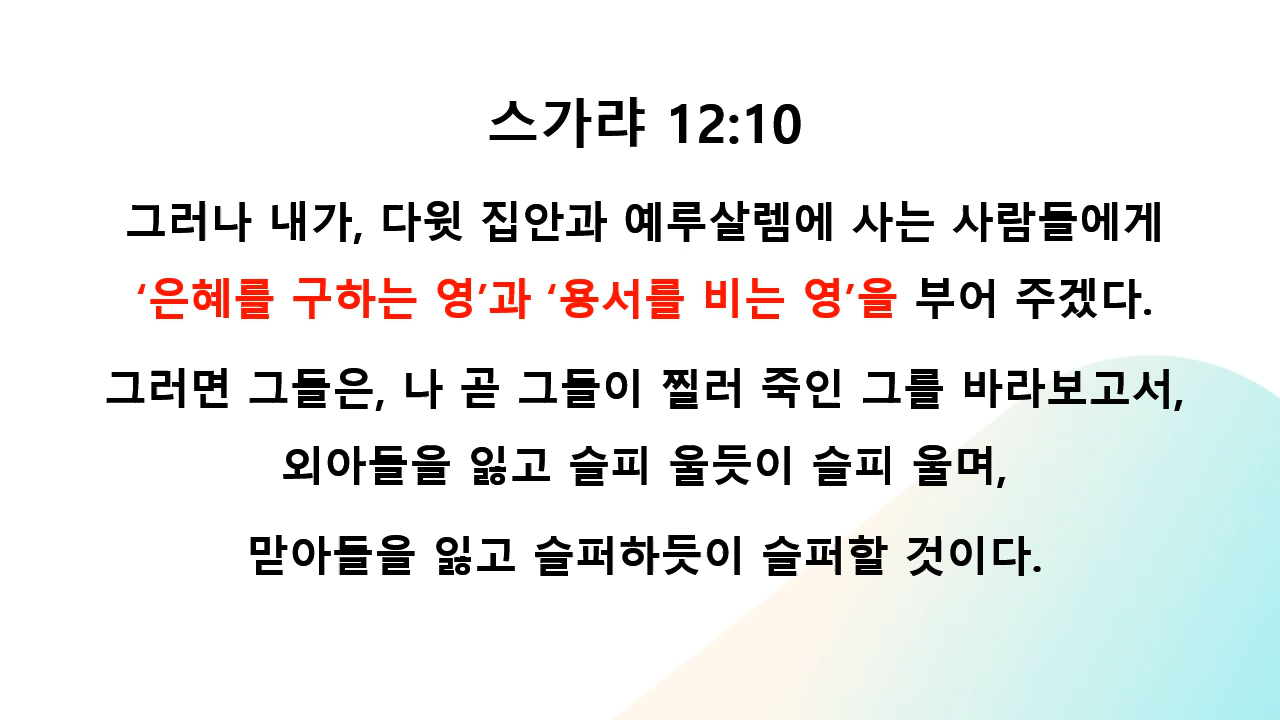 스가랴 12:10
그러나 내가, 다윗 집안과 예루살렘에 사는 사람들에게
‘은혜를 구하는 영’과 ‘용서를 비는 영’을 부어 주겠다.
그러면 그들은, 나 곧 그들이 찔러 죽인 그를 바라보고서,
외아들을 잃고 슬피 울듯이 슬피 울며,
맏아들을 잃고 슬퍼하듯이 슬퍼할 것이다.